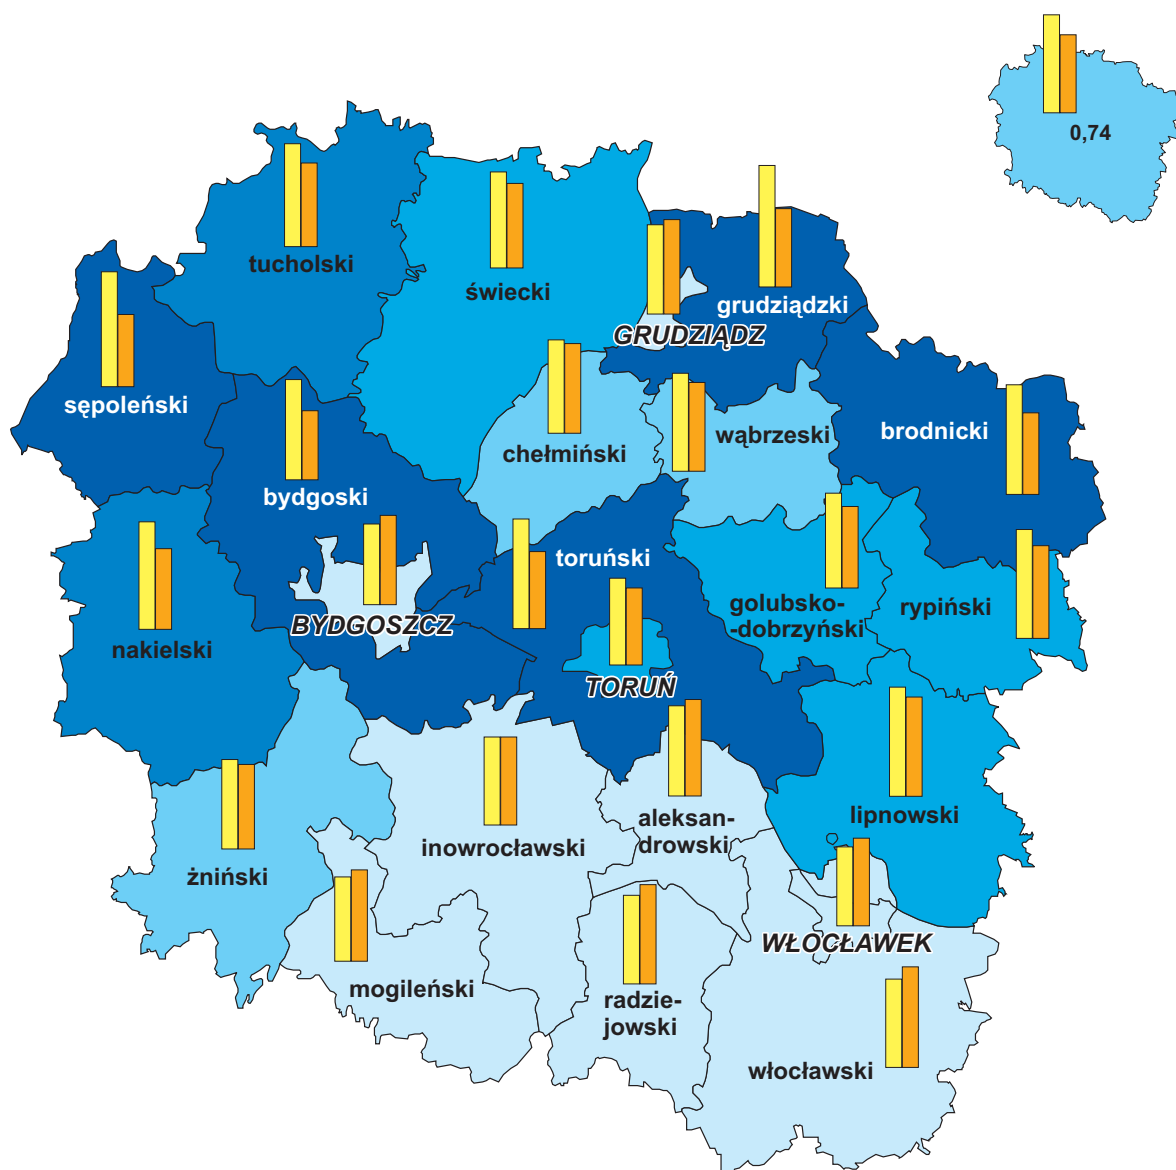 0,74
tucholski
świecki
grudziądzki
GRUDZIĄDZ
sępoleński
brodnicki
wąbrzeski
chełmiński
bydgoski
toruński
golubsko-
-dobrzyński
rypiński
BYDGOSZCZ
nakielski
TORUŃ
lipnowski
aleksan-
drowski
inowrocławski
żniński
WŁOCŁAWEK
mogileński
radzie-
jowski
włocławski